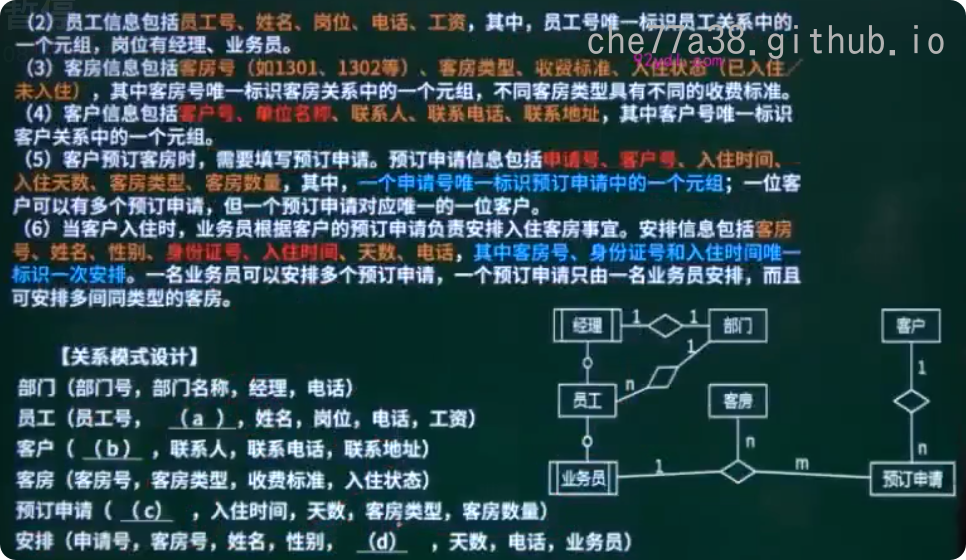 （2）员工信息包括员工号、姓名、岗位、电话、工资，其中，员工号唯一标识员工关系中的
一个元组，岗位有经理、业务员。
che77a38.github.io
（3）客房信息包括客房号（如1301、1302等）、客房类型、收费标准、入住状态（已入住／
未入住），其中客房号唯一标识客房关系中的一个元组，不同客房类型具有不同的收费标准。
（4）客户信息包括客户号、单位名称、联系人、联系电话、联系地址，其中客户号唯一标识
客户关系中的一个元组。
（5）客户预订客房时，需要填写预订申请。预订申请信息包括申请号、客户号、入住时间、
入住天数、客房类型、客房数量，其中，一个申请号唯一标识预订申请中的一个元组；一位客
户可以有多个预订申请，但一个预订申请对应唯一的一位客户。
（6）当客户入住时，业务员根据客户的预订申请负责安排入住客房事宜。安排信息包括客房
号、姓名、性别、身份证号、入住时间、天数、电话，其中客房号、身份证号和入住时间唯一
标识一次安排。一名业务员可以安排多个预订申请，一个预订申请只由一名业务员安排，而且
可安排多间同类型的客房。
【关系模式设计】
部门（部门号，部门名称，经理，电话）
员工（员工号，（a ），姓名，岗位，电话，工资）
客户（（b），联系人，联系电话，联系地址）
客房（客房号，客房类型，收费标准，入住状态）
预订申请（（c），入住时间，天数，客房类型，客房数量）
安排（申请号，客房号，姓名，性别，（d），天数，电话，业务员）
经理 1 1 部门 客户
1 1
n
员工 客房
n n
业务员 1 m 预订申请